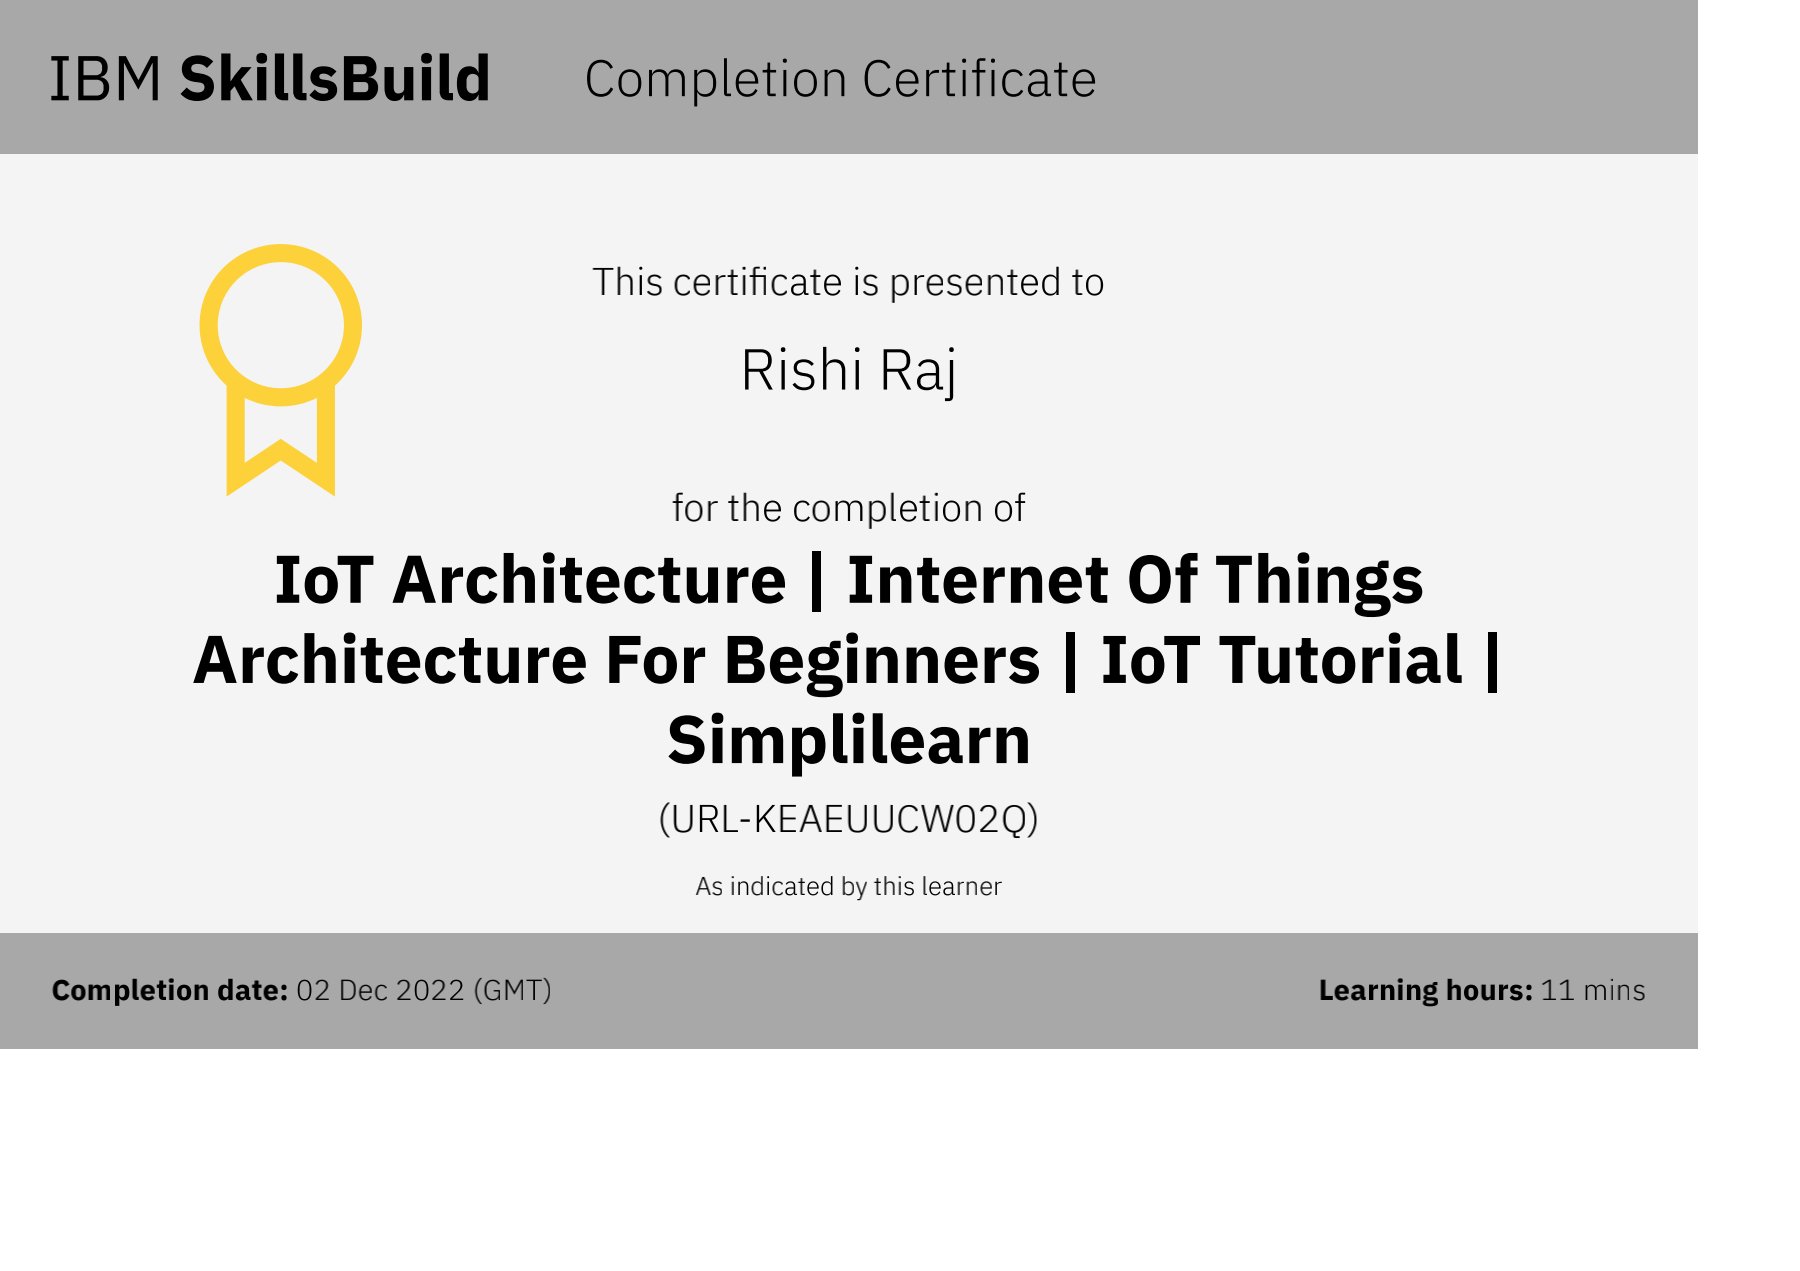 IBM SkillsBuild Completion Certificate
This certificate is presented to
Rishi Raj
for the completion of
IoT Architecture | Internet Of Things
Architecture For Beginners | IoT Tutorial |
Simplilearn
(URL-KEAEUUCW02Q)
As indicated by this learner
Completion date: 02 Dec 2022 (GMT) Learning hours: 11 mins